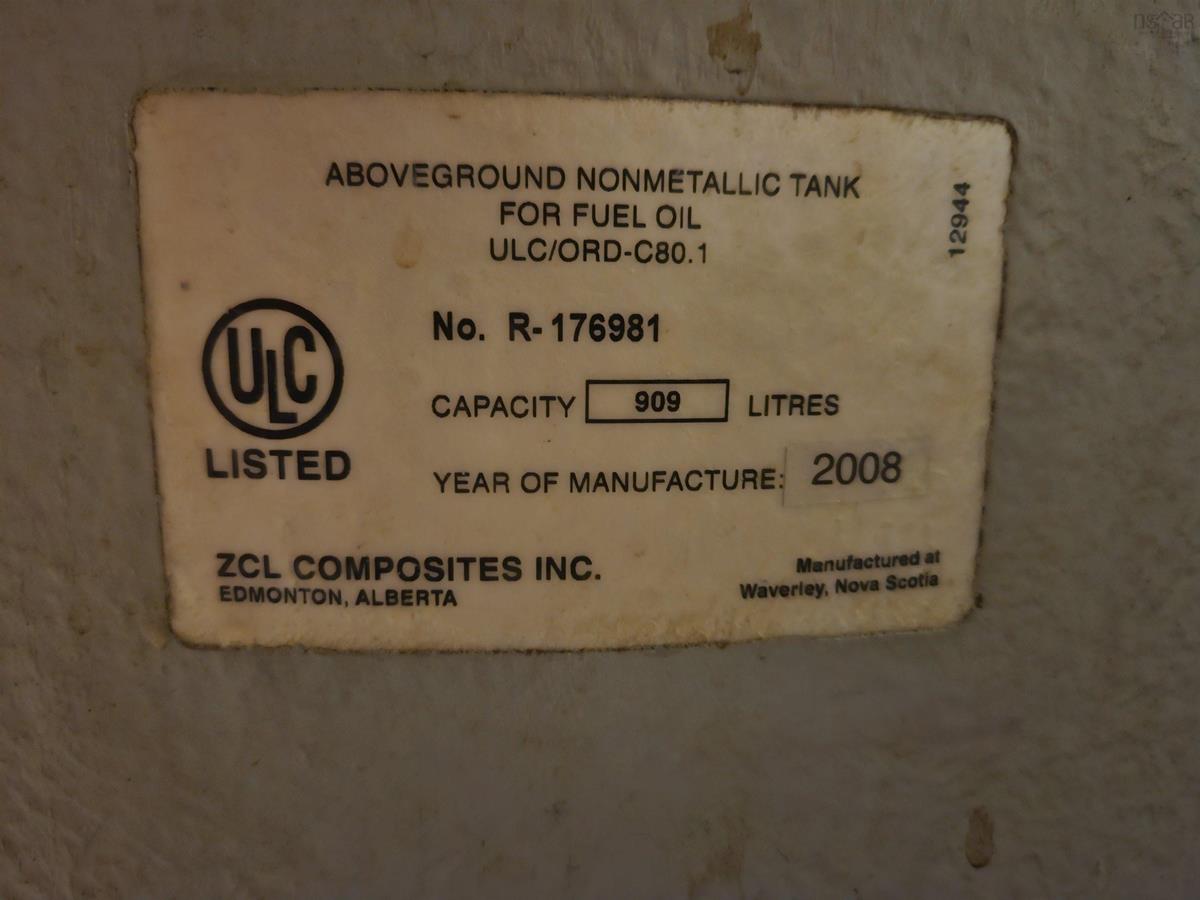 nsaR
ABOVEGROUND NONMETALLIC TANK
FOR FUEL OIL
ULC/ORD-C80.1
12944
No. R-176981
ULC
LISTED
CAPACITY 909 LITRES
YEAR OF MANUFACTURE: 2008
ZCL COMPOSITES INC.
EDMONTON, ALBERTA
Manufactured at
Waverley, Nova Scotia